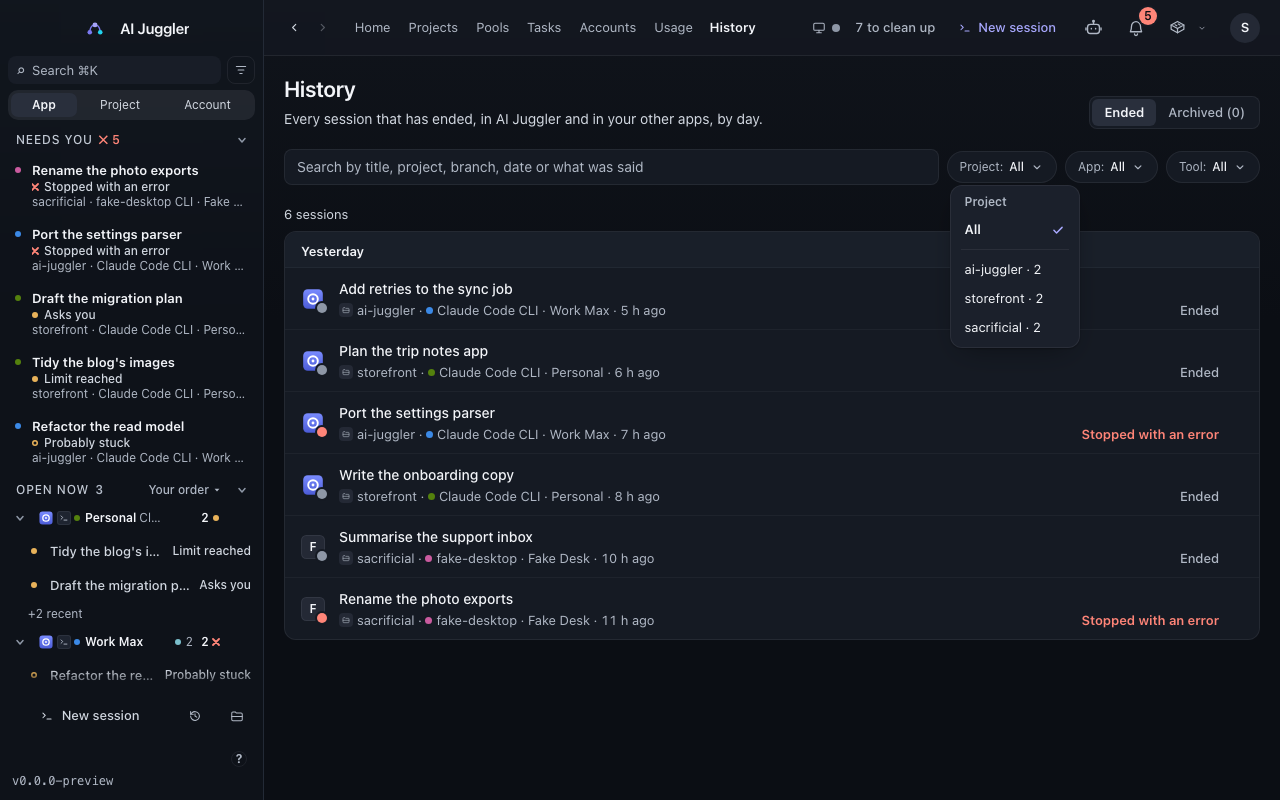 AI Juggler
Search ⌘K
App Project Account
NEEDS YOU 5
Rename the photo exports
Stopped with an error
sacrificial · fake-desktop CLI · Fake ...
Port the settings parser
Stopped with an error
ai-juggler · Claude Code CLI · Work ...
Draft the migration plan
Asks you
storefront · Claude Code CLI · Perso...
Tidy the blog's images
Limit reached
storefront · Claude Code CLI · Perso...
Refactor the read model
Probably stuck
ai-juggler · Claude Code CLI · Work ...
OPEN NOW 3 Your order
Personal Cl... 2
Tidy the blog's i... Limit reached
Draft the migration p... Asks you
+2 recent
Work Max 2 2
Refactor the re... Probably stuck
New session
?
v0.0.0-preview
Home Projects Pools Tasks Accounts Usage History 7 to clean up New session 5 S
History
Every session that has ended, in AI Juggler and in your other apps, by day.
Ended Archived (0)
Search by title, project, branch, date or what was said
Project: All App: All Tool: All
6 sessions
Project
All
ai-juggler · 2
storefront · 2
sacrificial · 2
Yesterday
Add retries to the sync job
ai-juggler · Claude Code CLI · Work Max · 5 h ago Ended
Plan the trip notes app
storefront · Claude Code CLI · Personal · 6 h ago Ended
Port the settings parser
ai-juggler · Claude Code CLI · Work Max · 7 h ago Stopped with an error
Write the onboarding copy
storefront · Claude Code CLI · Personal · 8 h ago Ended
F
Summarise the support inbox
sacrificial · fake-desktop · Fake Desk · 10 h ago Ended
F
Rename the photo exports
sacrificial · fake-desktop · Fake Desk · 11 h ago Stopped with an error